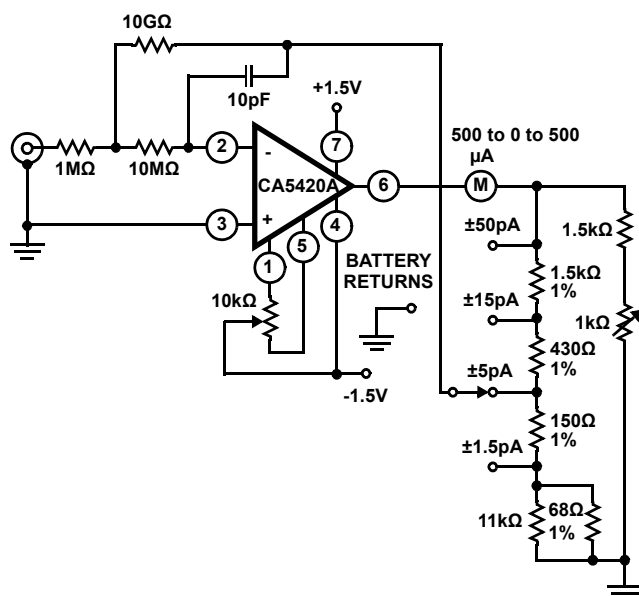 10GΩ
10pF
+1.5V
500 to 0 to 500
µA
1MΩ
10MΩ
2
-
7
CA5420A
6
M
3
+
4
5
1
±50pA
1.5kΩ
1.5kΩ
1%
BATTERY
RETURNS
10kΩ
±15pA
1kΩ
430Ω
1%
±5pA
-1.5V
150Ω
1%
±1.5pA
11kΩ
68Ω
1%